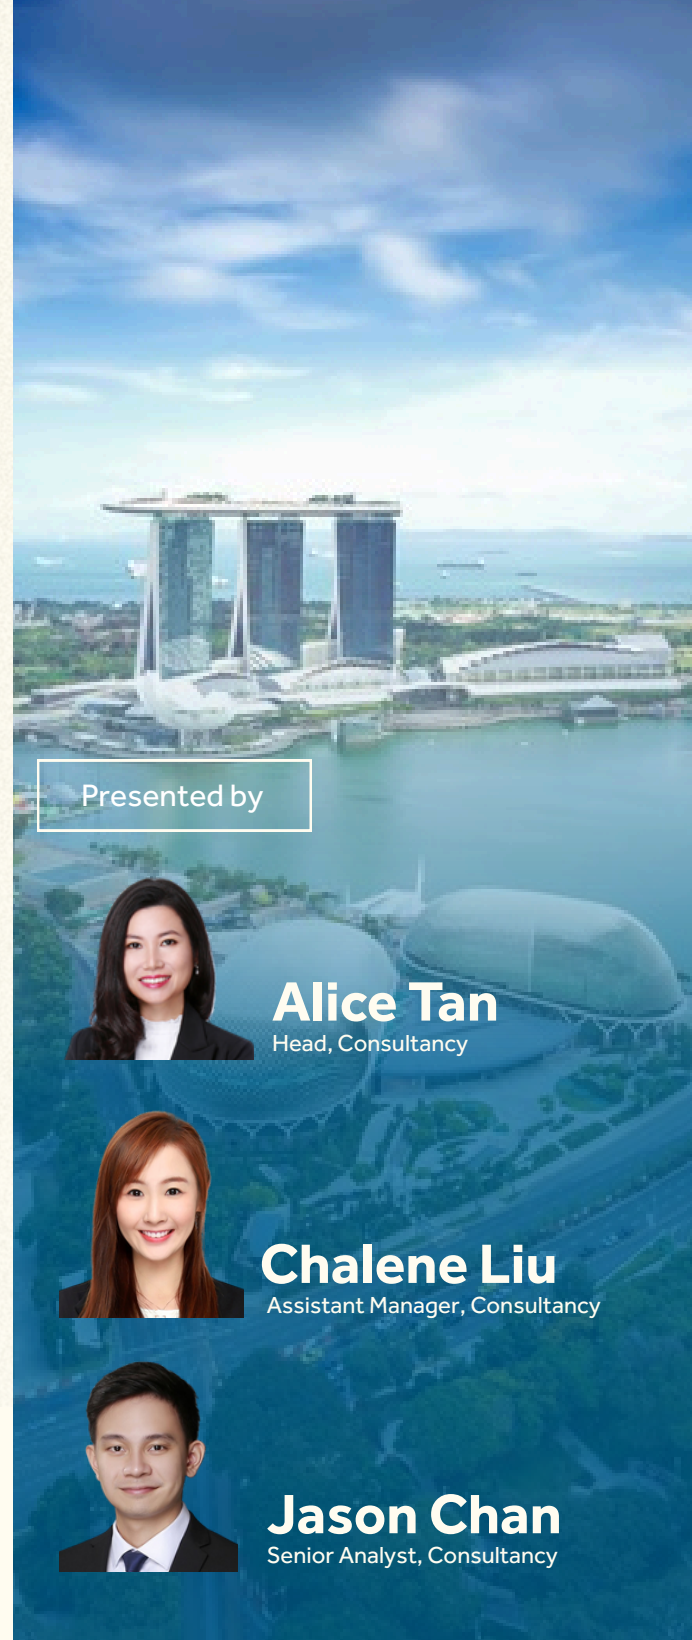 Presented by
Alice Tan
Head, Consultancy
Chalene Liu
Assistant Manager, Consultancy
Jason Chan
Senior Analyst, Consultancy